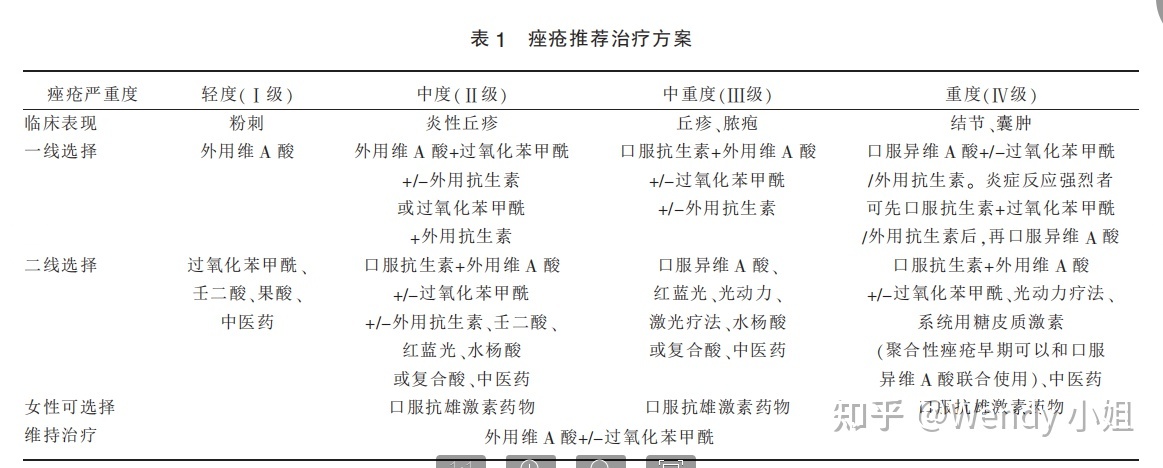 表 1 痤疮推荐治疗方案
痤疮严重度 轻度(Ⅰ级) 中度(Ⅱ级) 中重度(Ⅲ级) 重度(Ⅳ级)
临床表现 粉刺 炎性丘疹 丘疹、脓疱 结节、囊肿
一线选择 外用维 A 酸 外用维 A 酸+过氧化苯甲酰 口服抗生素+外用维 A 酸 口服异维 A 酸+/-过氧化苯甲酰
+/-外用抗生素 +/-过氧化苯甲酰 /外用抗生素。炎症反应强烈者
或过氧化苯甲酰 +/-外用抗生素 可先口服抗生素+过氧化苯甲酰
+外用抗生素 /外用抗生素后,再口服异维 A 酸
二线选择 过氧化苯甲酰、 口服抗生素+外用维 A 酸 口服异维 A 酸、 口服抗生素+外用维 A 酸
壬二酸、果酸、 +/-过氧化苯甲酰 红蓝光、光动力、 +/-过氧化苯甲酰、光动力疗法、
中医药 +/-外用抗生素、壬二酸、 激光疗法、水杨酸 系统用糖皮质激素
红蓝光、水杨酸 或复合酸、中医药 (聚合性痤疮早期可以和口服
或复合酸、中医药 异维 A 酸联合使用)、中医药
女性可选择 口服抗雄激素药物 口服抗雄激素药物 口服抗雄激素药物
维持治疗 外用维 A 酸+/-过氧化苯甲酰
知乎 @wendy 小姐
1:1